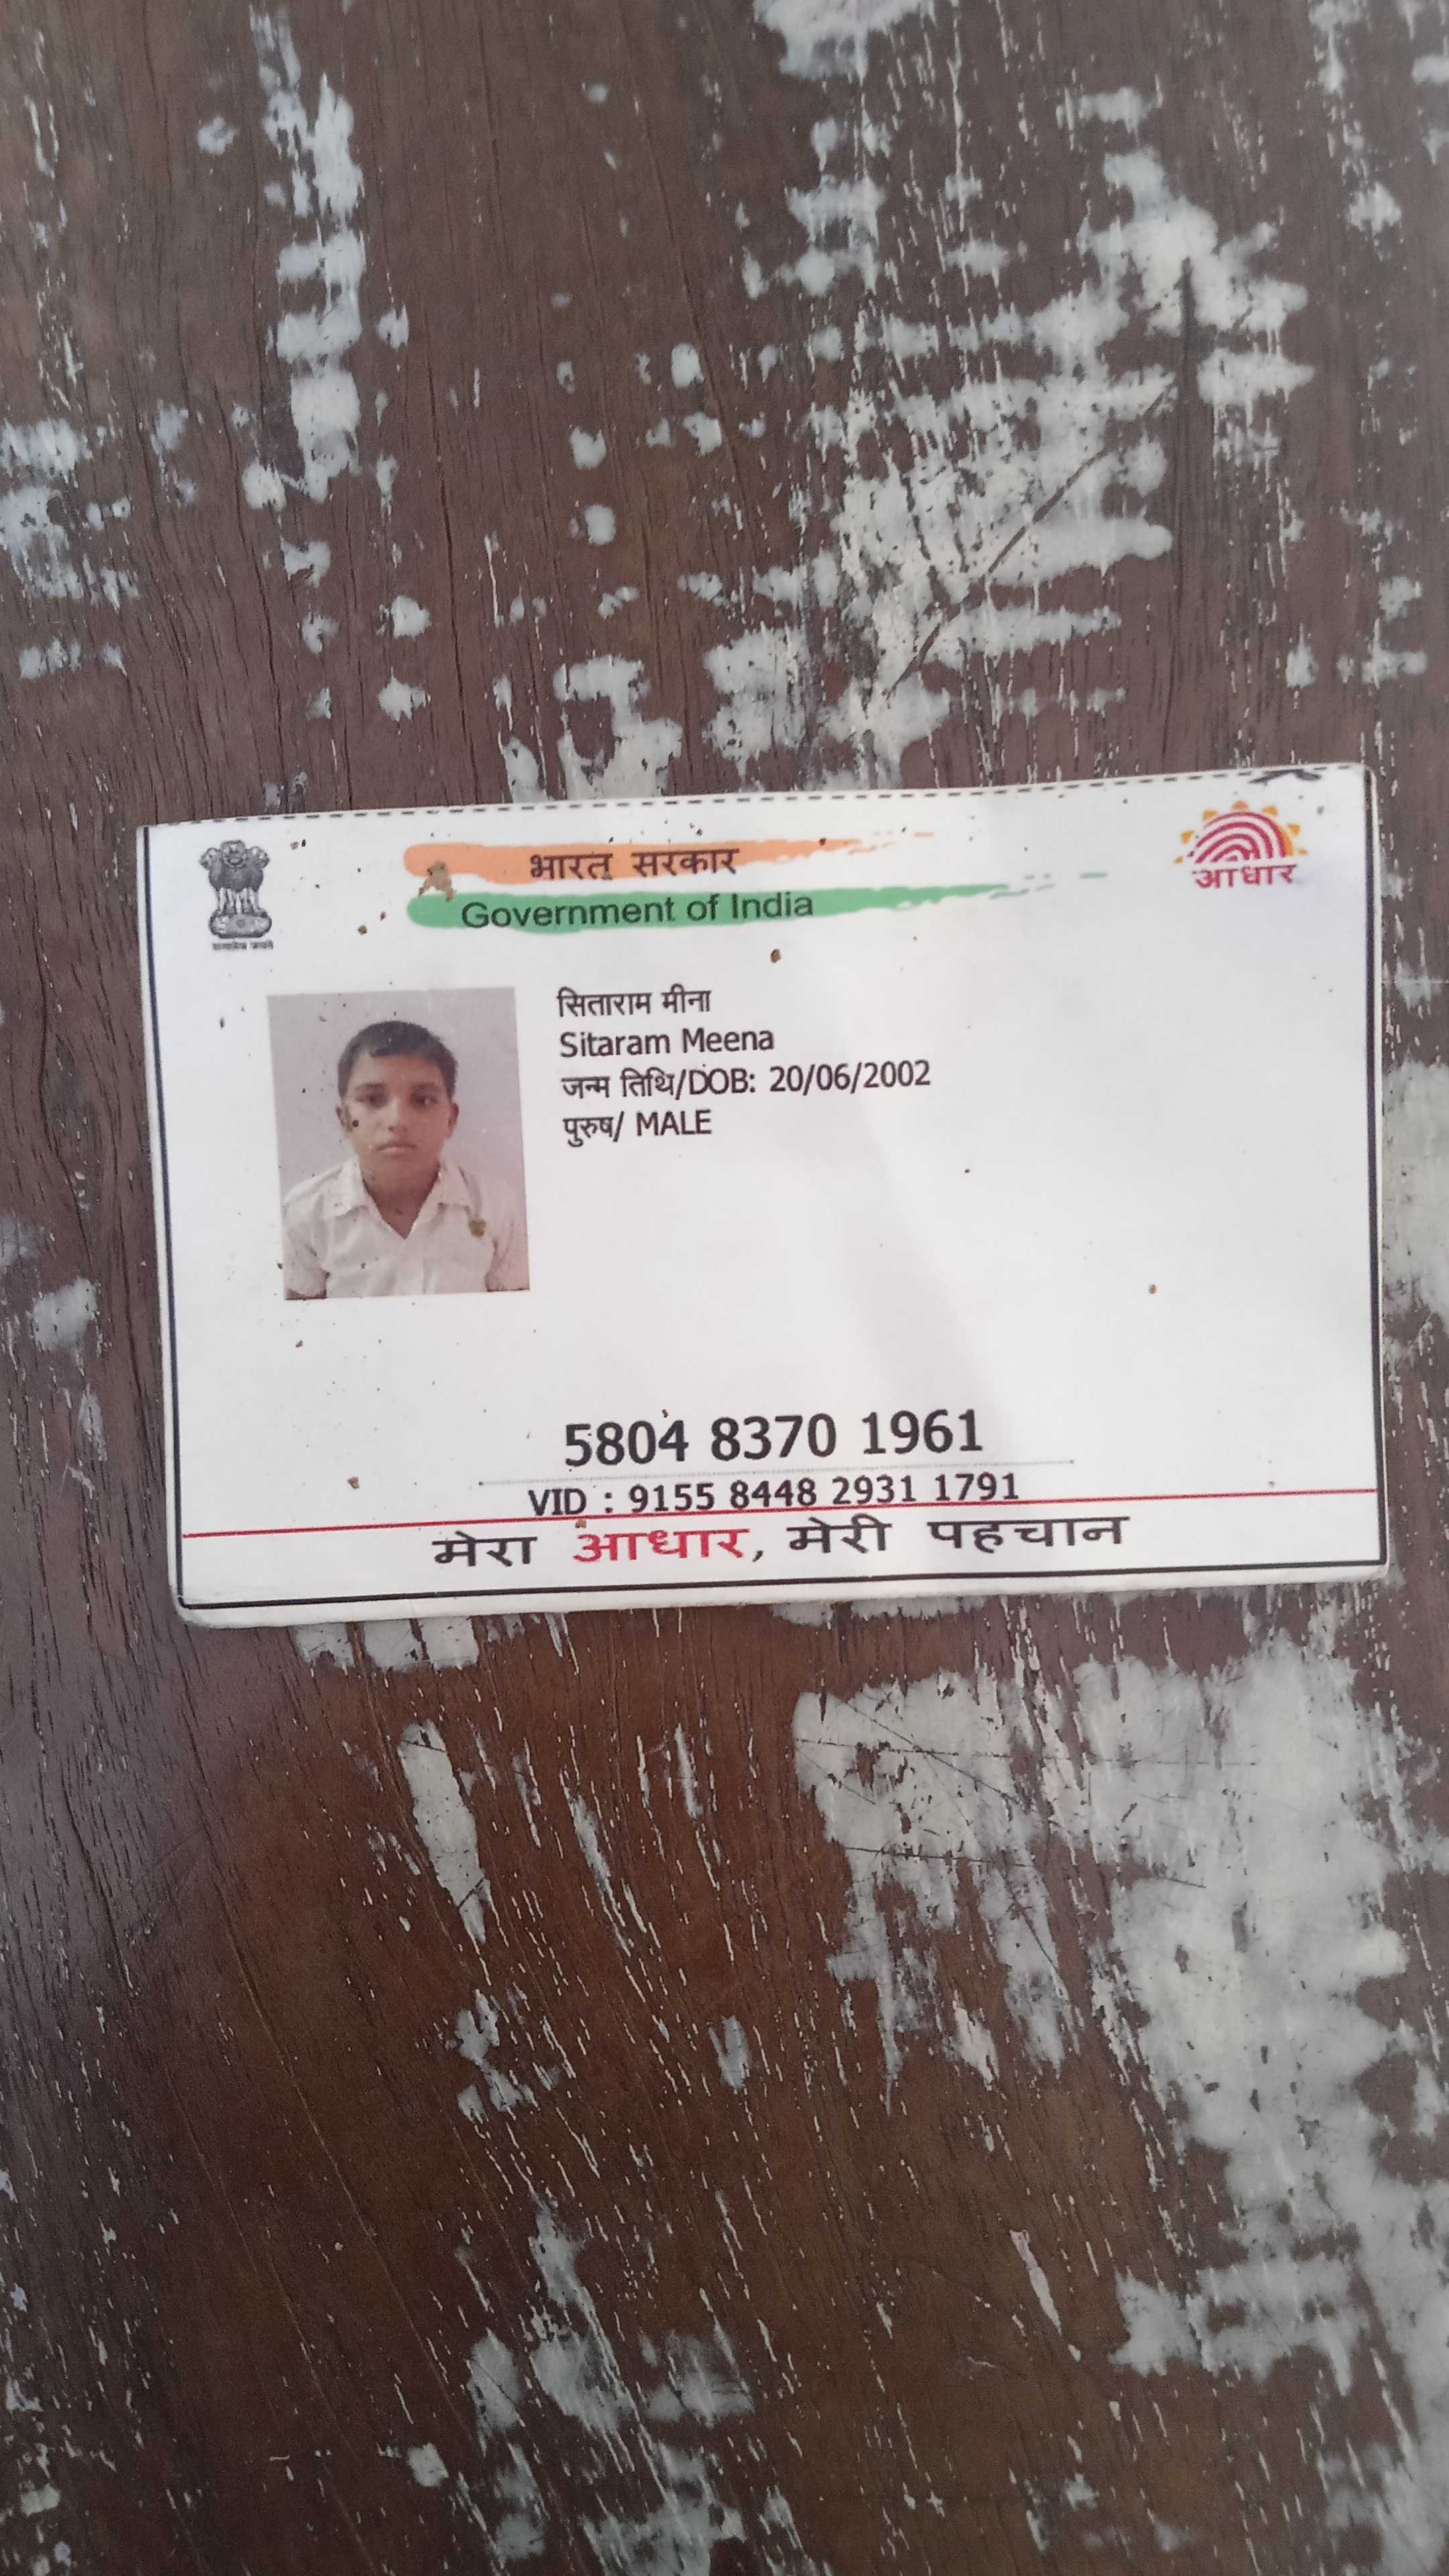 भारत सरकार
Government of India
आधार
सिताराम मीना
Sitaram Meena
जन्म तिथि/DOB: 20/06/2002
पुरुष/ MALE
5804 8370 1961
VID : 9155 8448 2931 1791
मेरा आधार, मेरी पहचान